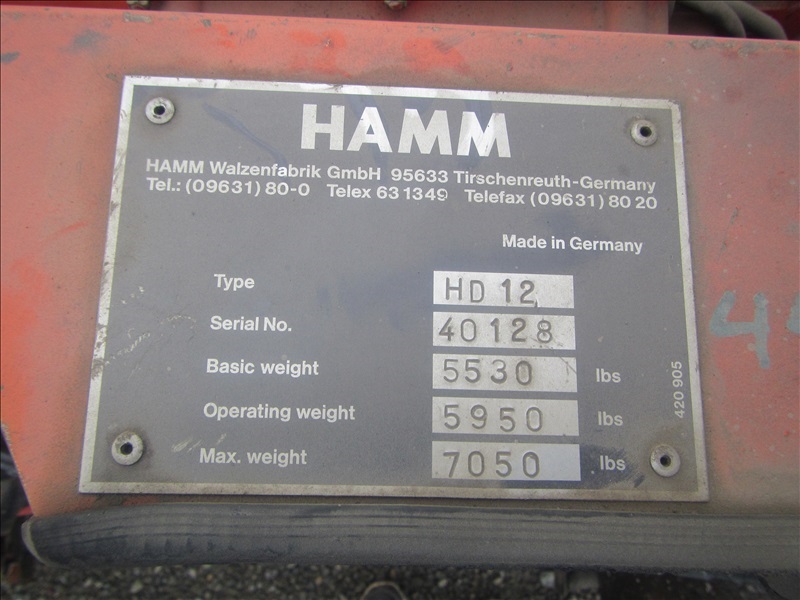 HAMM
HAMM Walzenfabrik GmbH 95633 Tirschenreuth-Germany
Tel.: (09631) 80-0 Telex 63 1349 Telefax (09631) 80 20
Made in Germany
Type HD 12
Serial No. 40128
Basic weight 5530 lbs
Operating weight 5950 lbs
Max. weight 7050 lbs
420 905